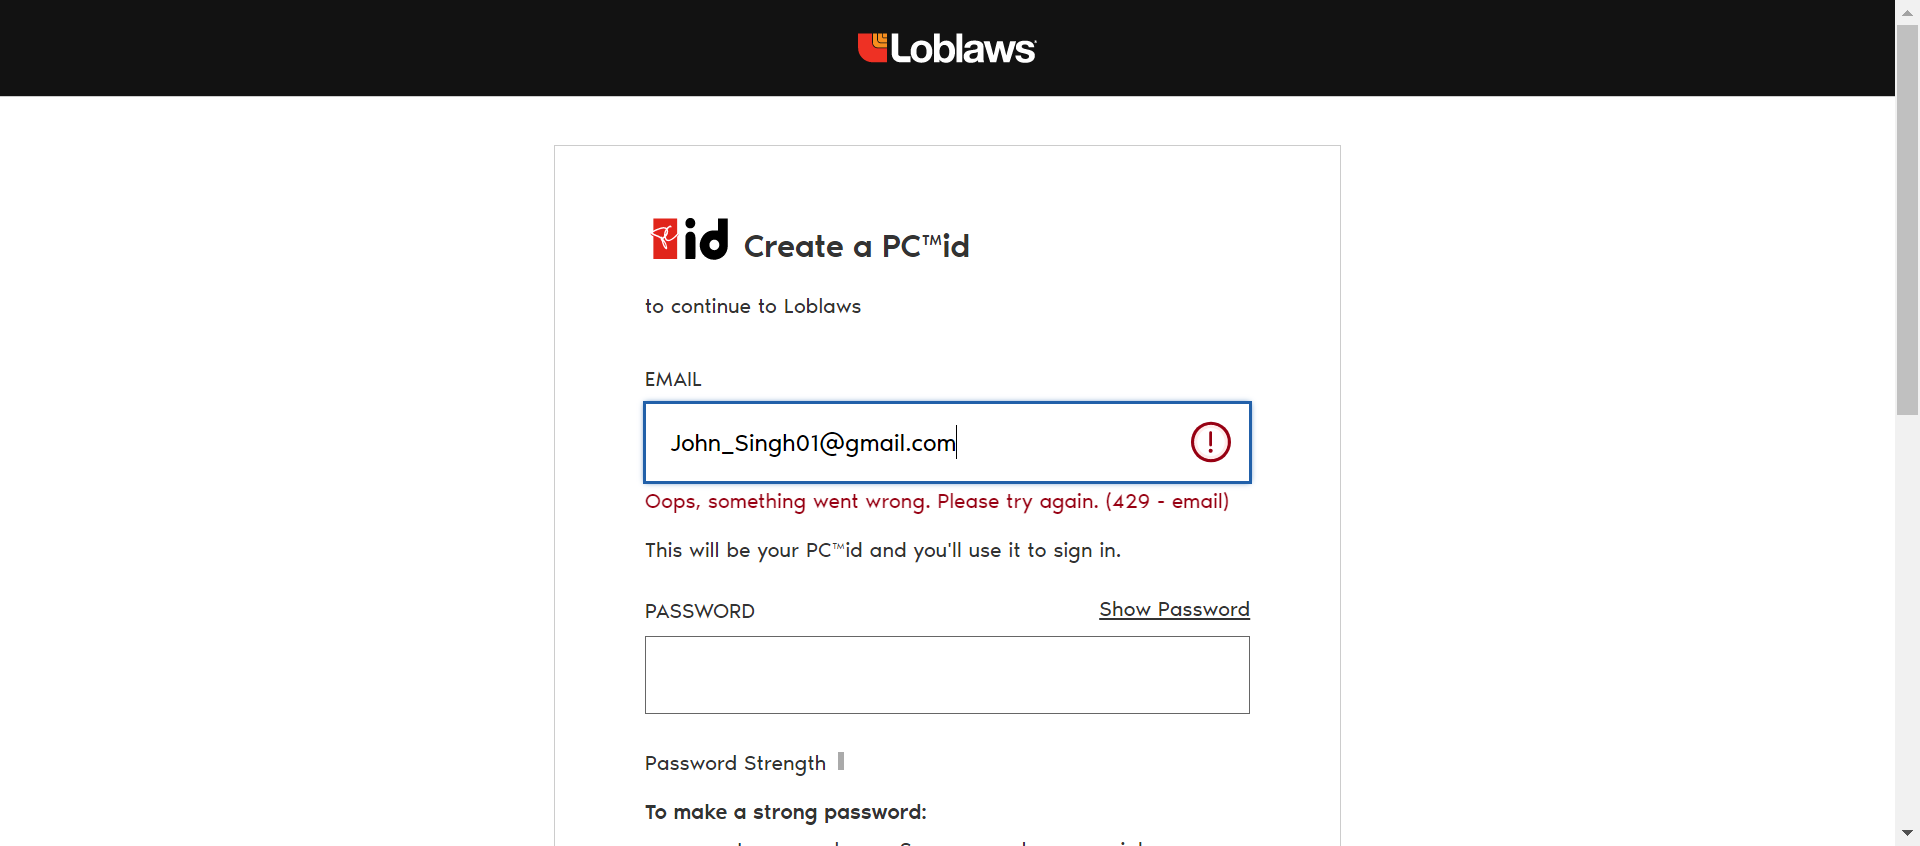 Loblaws
id Create a PC™id
to continue to Loblaws
EMAIL
John_Singh01@gmail.com
Oops, something went wrong. Please try again. (429 - email)
This will be your PC™id and you'll use it to sign in.
PASSWORD
Show Password
Password Strength
To make a strong password: